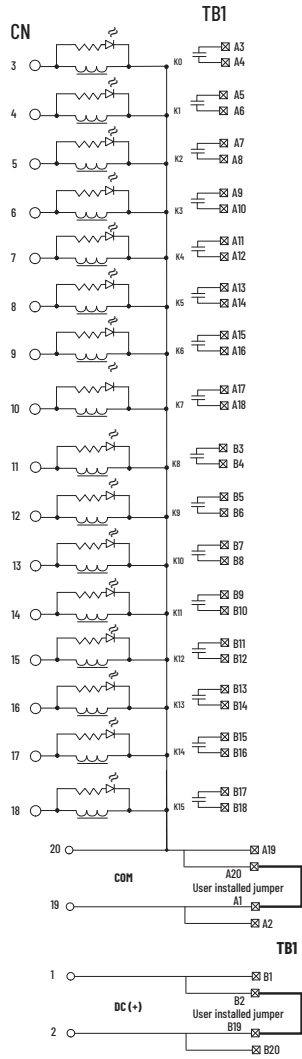 TB1
CN
3 K0 A3
A4
4 K1 A5
A6
5 K2 A7
A8
6 K3 A9
A10
7 K4 A11
A12
8 K5 A13
A14
9 K6 A15
A16
10 K7 A17
A18
11 K8 B3
B4
12 K9 B5
B6
13 K10 B7
B8
14 K11 B9
B10
15 K12 B11
B12
16 K13 B13
B14
17 K14 B15
B16
18 K15 B17
B18
20 A19
COM A20
User installed jumper
19 A1
A2
TB1
1 B1
DC (+) B2
User installed jumper
2 B19
B20